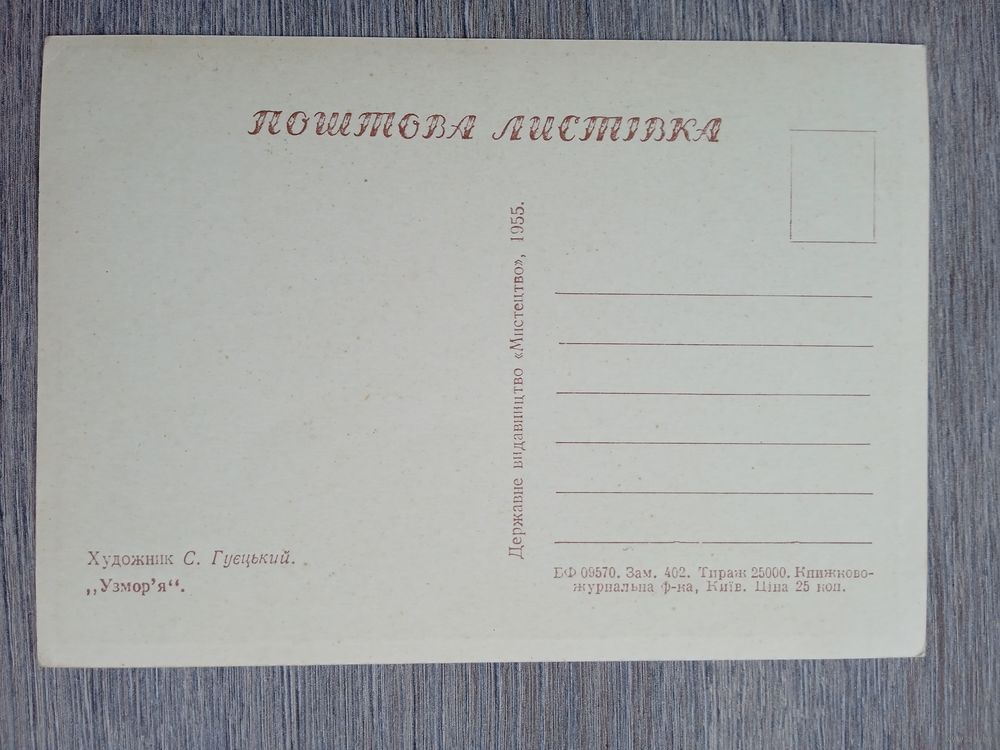 ПОШТОВА ЛИСТІВКА
Державне видавництво «Мистецтво», 1955.
Художник С. Гуєцький.
„Узмор’я“.
БФ 09570. Зам. 402. Тираж 25000. Книжково-
журнальна ф-ка, Київ. Ціна 25 коп.